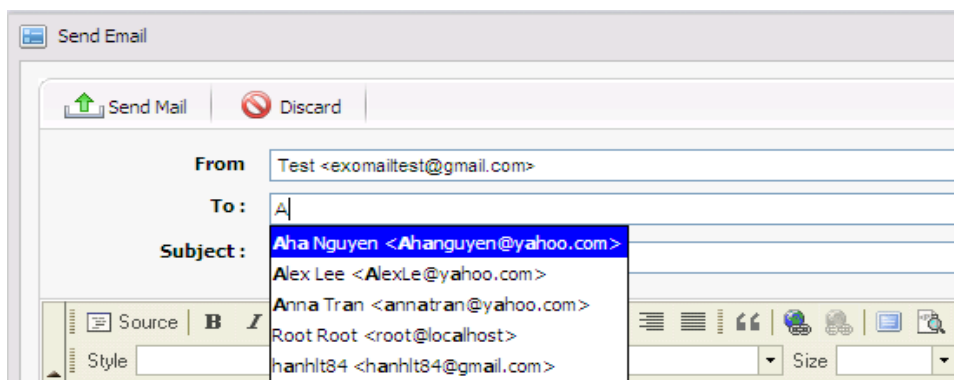 Send Email
Send Mail Discard
From Test <exomailtest@gmail.com>
To : A
Aha Nguyen <Ahanguyen@yahoo.com>
Subject :
Alex Lee <AlexLe@yahoo.com>
Anna Tran <annatran@yahoo.com>
Source B I
Root Root <root@localhost>
Style hanhlt84 <hanhlt84@gmail.com> Size